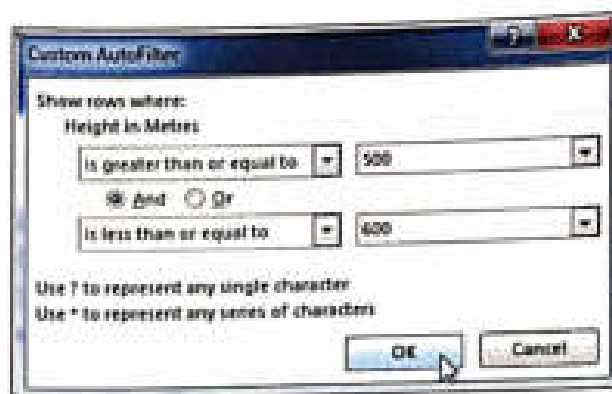 Custom AutoFilter
Show rows where:
Height in Metres
is greater than or equal to 500
And Or
is less than or equal to 600
Use ? to represent any single character
Use * to represent any series of characters
OK Cancel